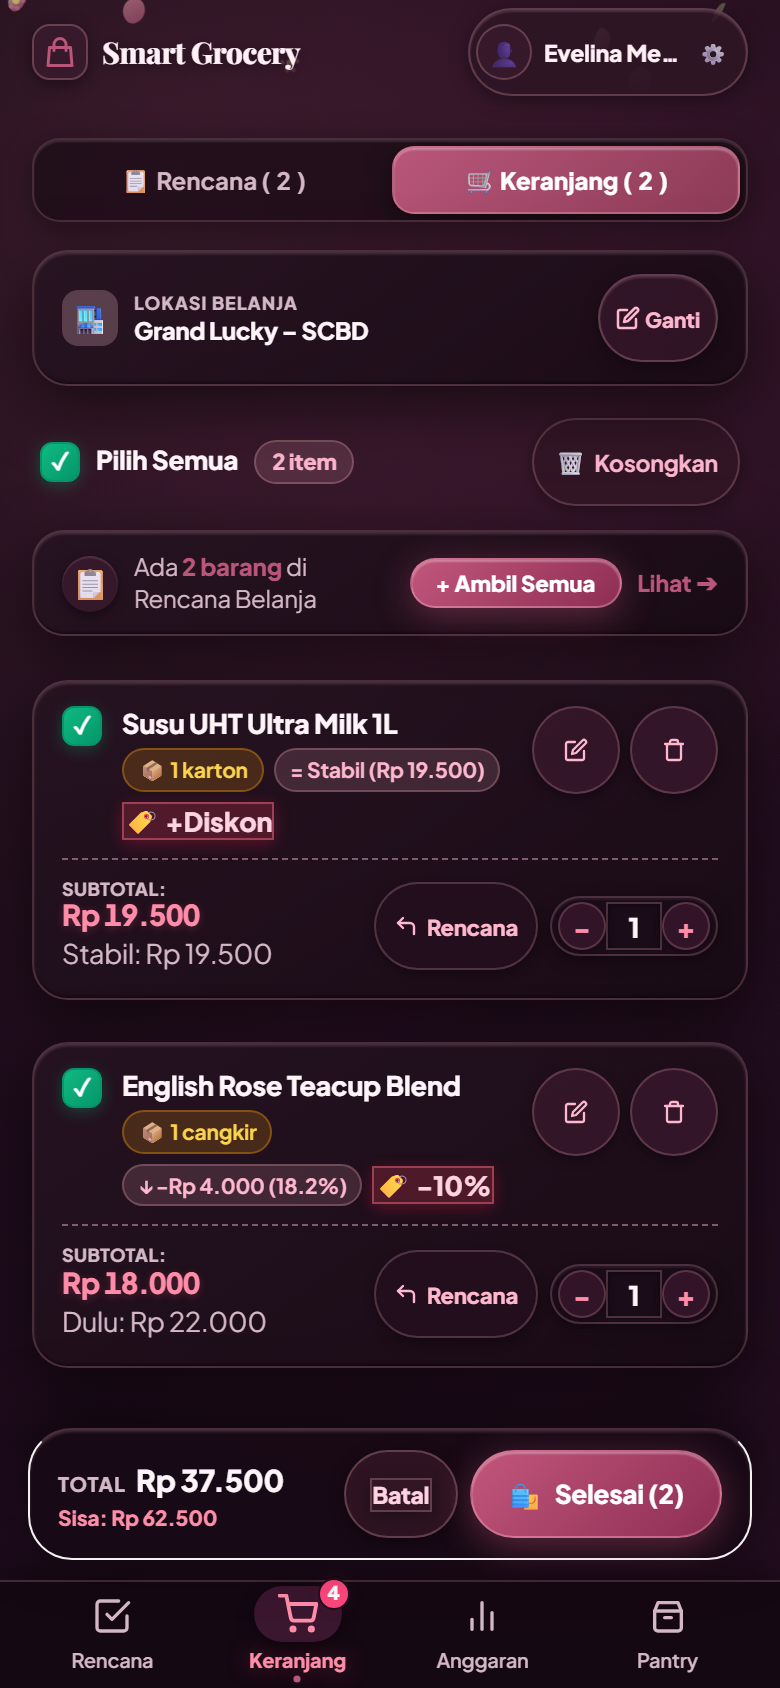 Smart Grocery
Evelina Me...
Rencana ( 2 )
Keranjang ( 2 )
LOKASI BELANJA
Grand Lucky – SCBD
Ganti
Pilih Semua
2 item
Kosongkan
Ada 2 barang di
Rencana Belanja
+ Ambil Semua
Lihat ➔
Susu UHT Ultra Milk 1L
1 karton
= Stabil (Rp 19.500)
+Diskon
SUBTOTAL:
Rp 19.500
Stabil: Rp 19.500
Rencana
– 1 +
English Rose Teacup Blend
1 cangkir
↓ –Rp 4.000 (18.2%)
–10%
SUBTOTAL:
Rp 18.000
Dulu: Rp 22.000
Rencana
– 1 +
TOTAL Rp 37.500
Sisa: Rp 62.500
Batal
Selesai (2)
4
Rencana
Keranjang
Anggaran
Pantry